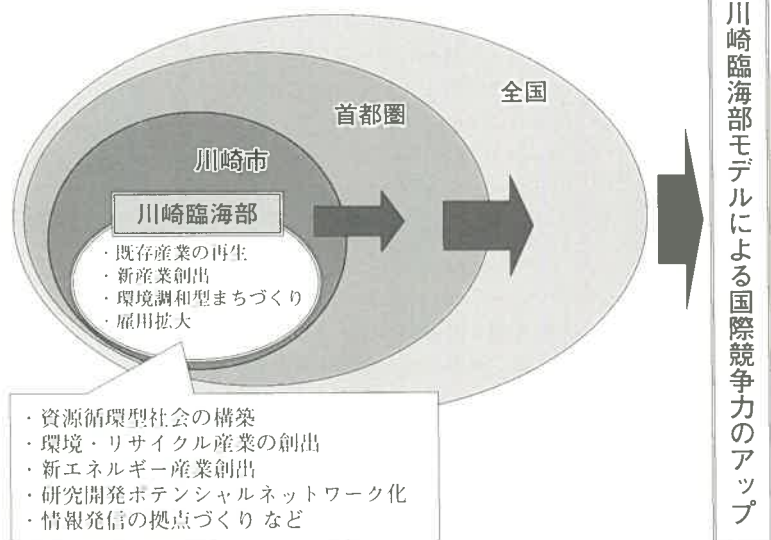 全国
首都圏
川崎市
川崎臨海部
・既存産業の再生
・新産業創出
・環境調和型まちづくり
・雇用拡大
・資源循環型社会の構築
・環境・リサイクル産業の創出
・新エネルギー産業創出
・研究開発ポテンシャルネットワーク化
・情報発信の拠点づくり など
川崎臨海部モデルによる国際競争力のアップ